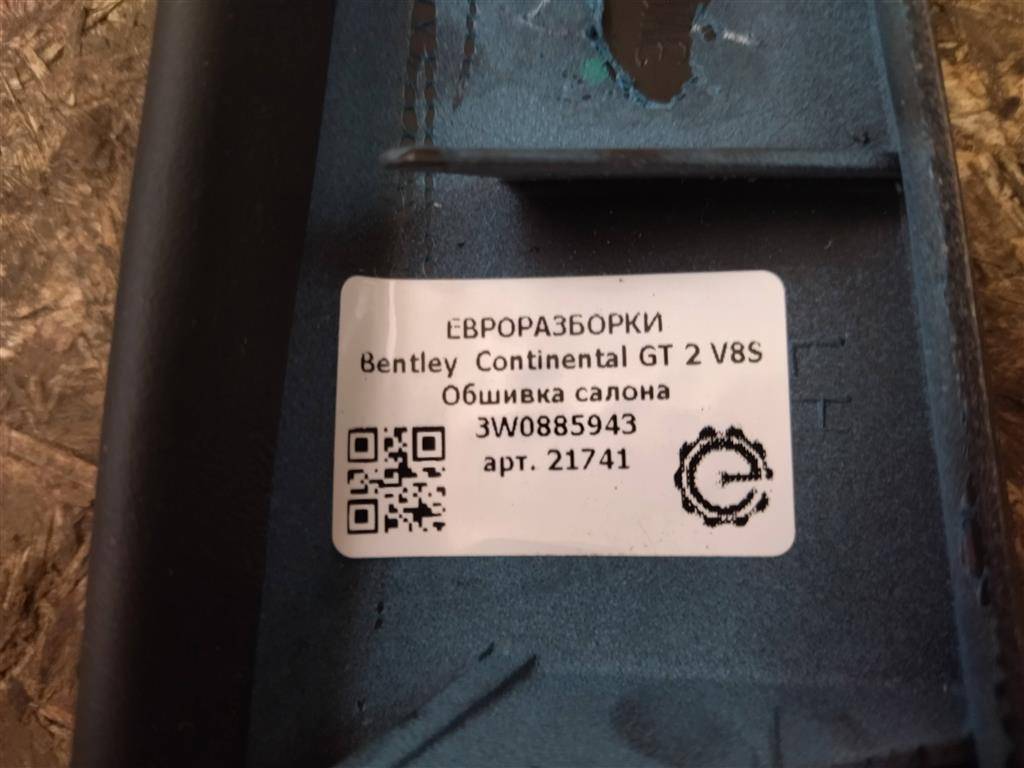 ЕВРОРАЗБОРКИ
Bentley Continental GT 2 V8S
Обшивка салона
3W0885943
арт. 21741